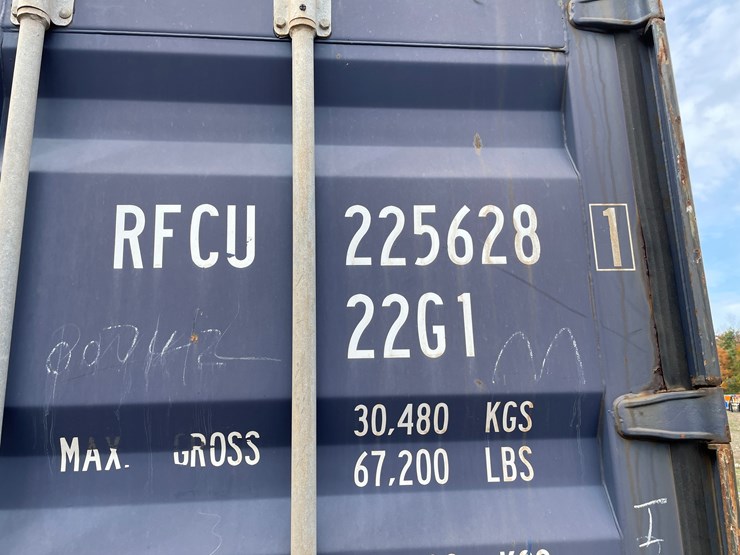 RFCU 225628 1
22G1
MAX. GROSS 30,480 KGS
67,200 LBS